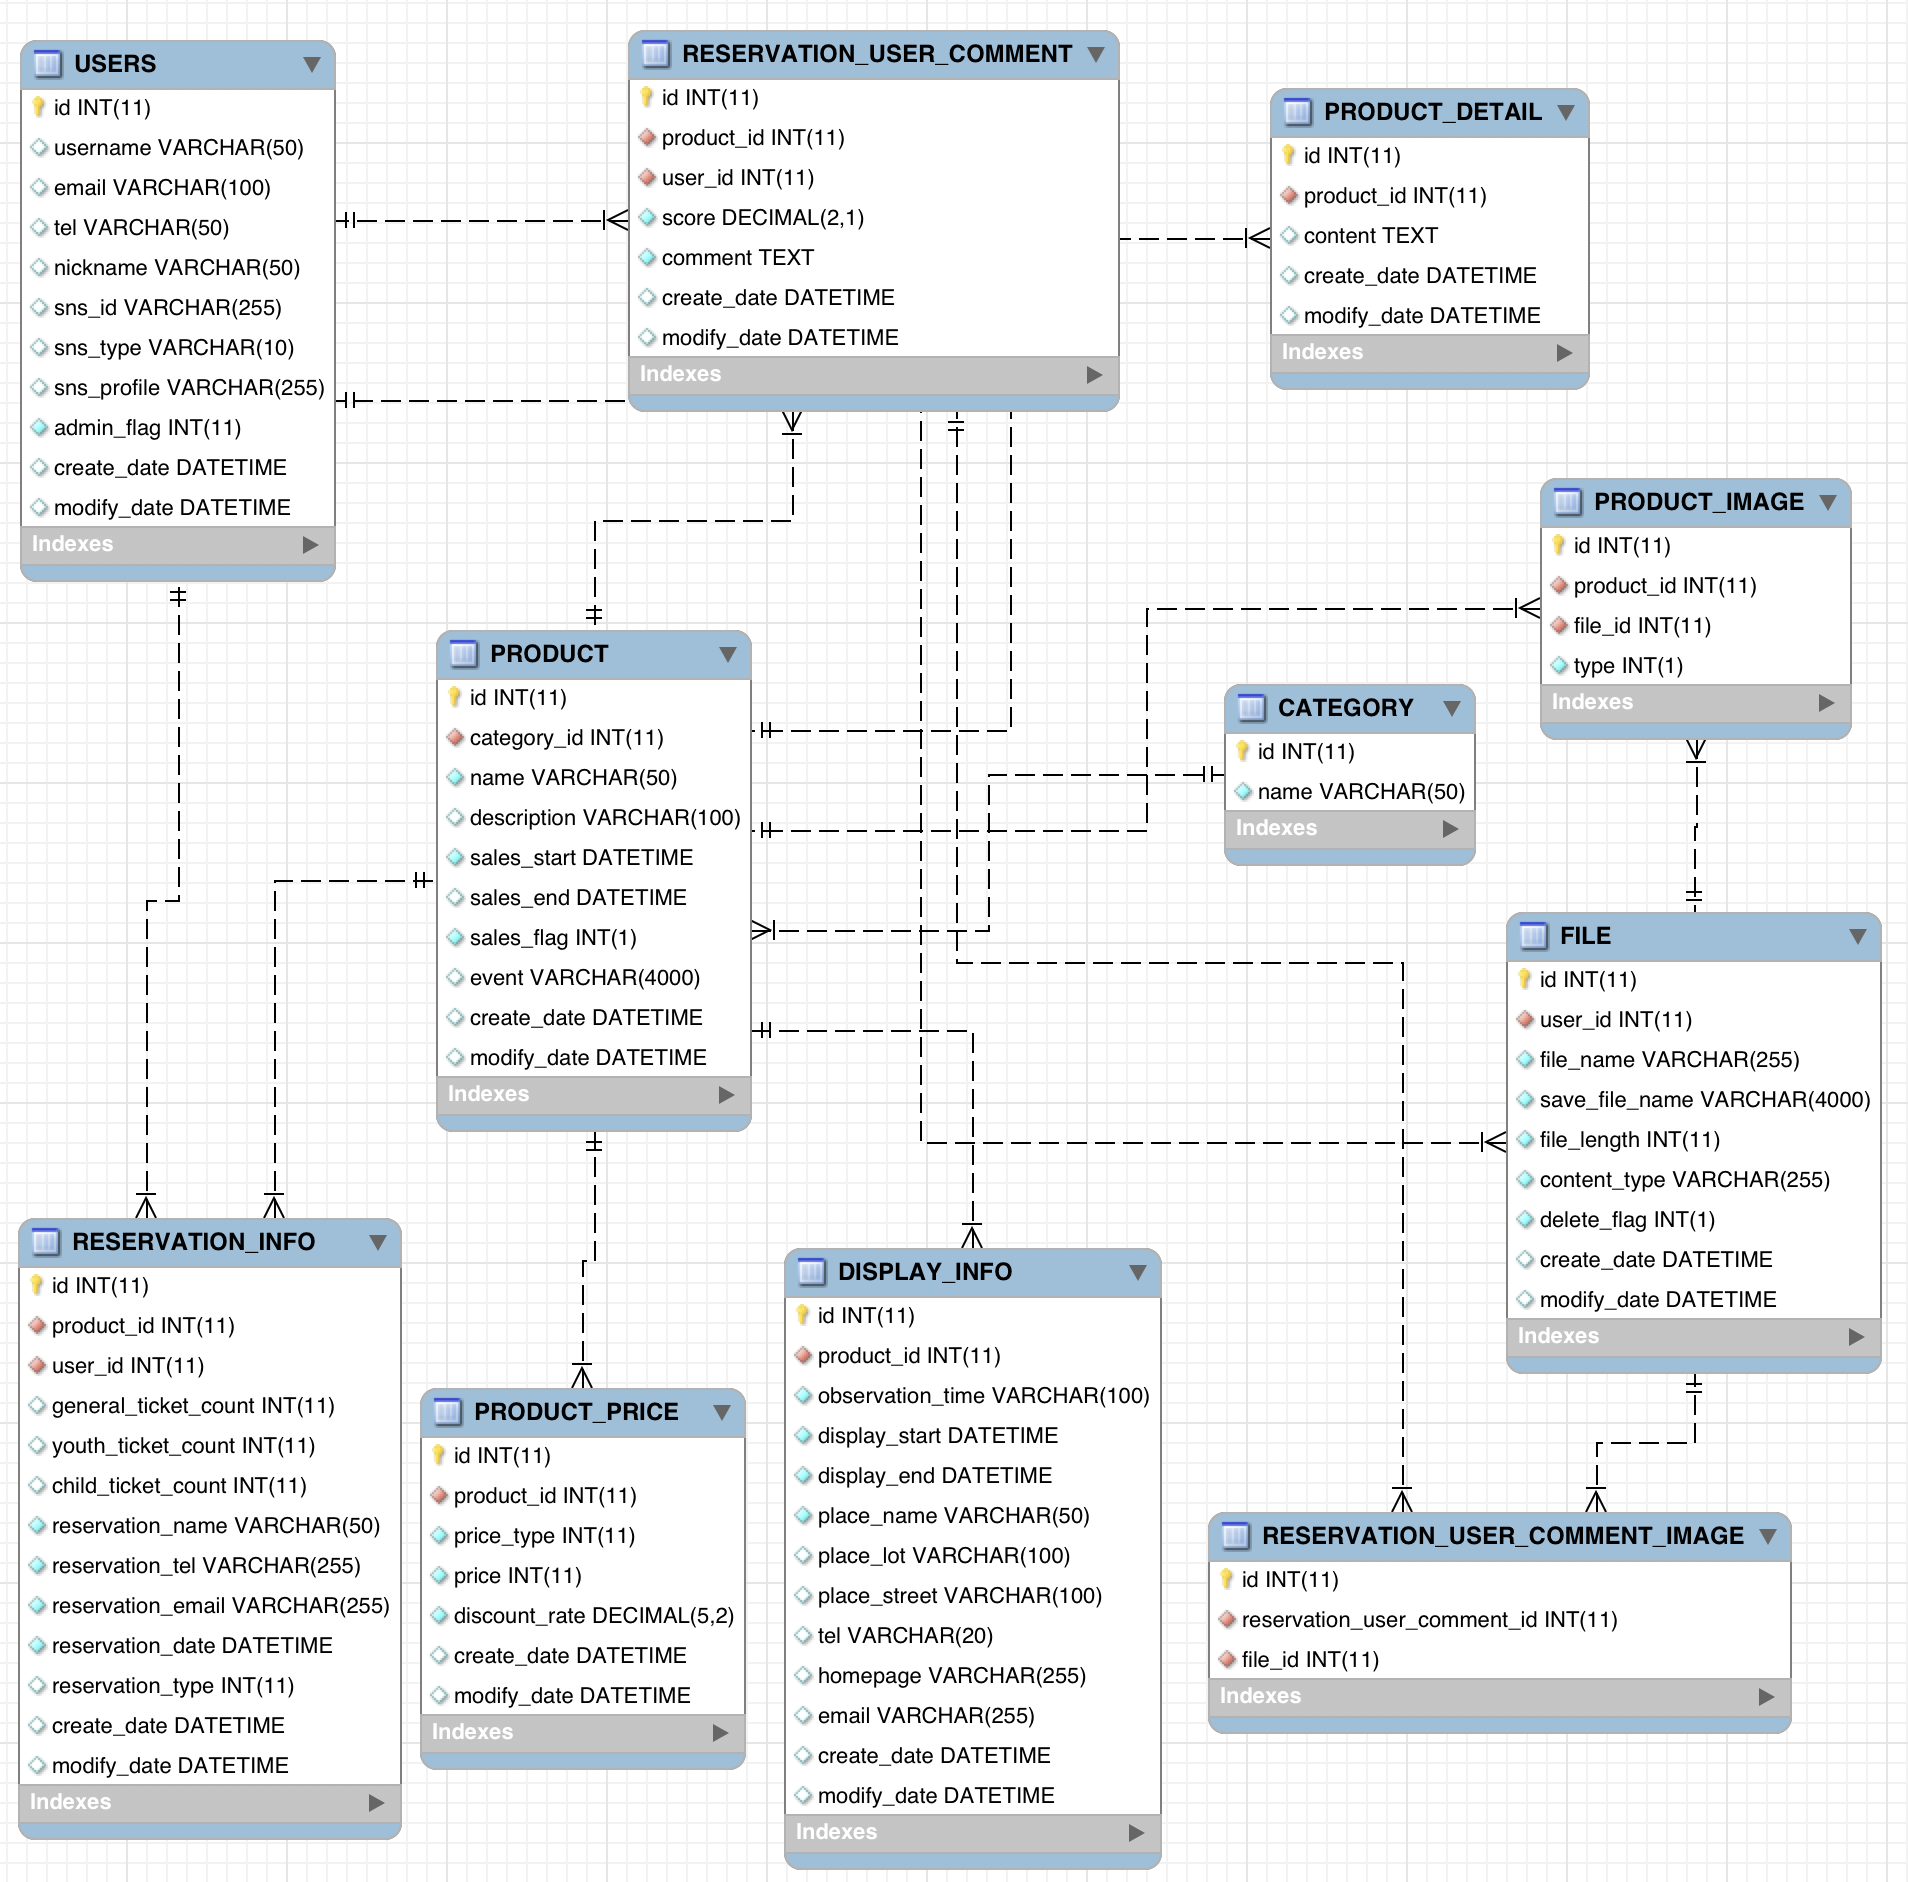 USERS
id INT(11)
username VARCHAR(50)
email VARCHAR(100)
tel VARCHAR(50)
nickname VARCHAR(50)
sns_id VARCHAR(255)
sns_type VARCHAR(10)
sns_profile VARCHAR(255)
admin_flag INT(11)
create_date DATETIME
modify_date DATETIME
Indexes
RESERVATION_USER_COMMENT
id INT(11)
product_id INT(11)
user_id INT(11)
score DECIMAL(2,1)
comment TEXT
create_date DATETIME
modify_date DATETIME
Indexes
PRODUCT_DETAIL
id INT(11)
product_id INT(11)
content TEXT
create_date DATETIME
modify_date DATETIME
Indexes
PRODUCT_IMAGE
id INT(11)
product_id INT(11)
file_id INT(11)
type INT(1)
Indexes
PRODUCT
id INT(11)
category_id INT(11)
name VARCHAR(50)
description VARCHAR(100)
sales_start DATETIME
sales_end DATETIME
sales_flag INT(1)
event VARCHAR(4000)
create_date DATETIME
modify_date DATETIME
Indexes
CATEGORY
id INT(11)
name VARCHAR(50)
Indexes
FILE
id INT(11)
user_id INT(11)
file_name VARCHAR(255)
save_file_name VARCHAR(4000)
file_length INT(11)
content_type VARCHAR(255)
delete_flag INT(1)
create_date DATETIME
modify_date DATETIME
Indexes
RESERVATION_INFO
id INT(11)
product_id INT(11)
user_id INT(11)
general_ticket_count INT(11)
youth_ticket_count INT(11)
child_ticket_count INT(11)
reservation_name VARCHAR(50)
reservation_tel VARCHAR(255)
reservation_email VARCHAR(255)
reservation_date DATETIME
reservation_type INT(11)
create_date DATETIME
modify_date DATETIME
Indexes
PRODUCT_PRICE
id INT(11)
product_id INT(11)
price_type INT(11)
price INT(11)
discount_rate DECIMAL(5,2)
create_date DATETIME
modify_date DATETIME
Indexes
DISPLAY_INFO
id INT(11)
product_id INT(11)
observation_time VARCHAR(100)
display_start DATETIME
display_end DATETIME
place_name VARCHAR(50)
place_lot VARCHAR(100)
place_street VARCHAR(100)
tel VARCHAR(20)
homepage VARCHAR(255)
email VARCHAR(255)
create_date DATETIME
modify_date DATETIME
Indexes
RESERVATION_USER_COMMENT_IMAGE
id INT(11)
reservation_user_comment_id INT(11)
file_id INT(11)
Indexes